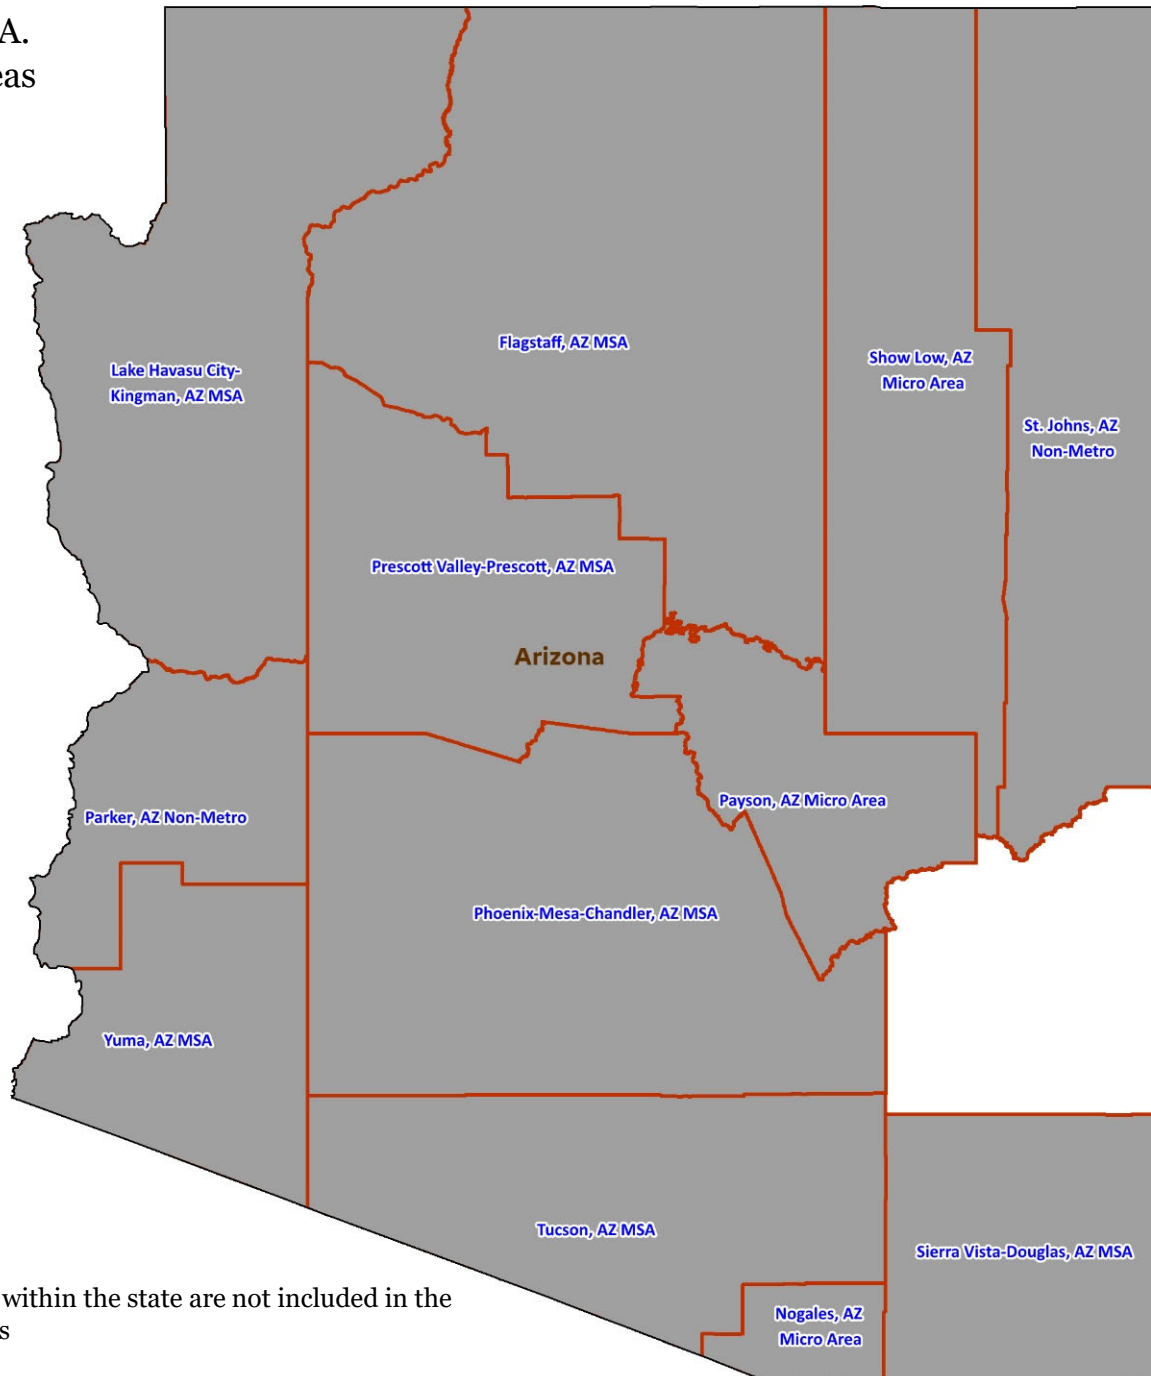 A.
eas
Flagstaff, AZ MSA
Show Low, AZ
Micro Area
Lake Havasu City-
Kingman, AZ MSA
St. Johns, AZ
Non-Metro
Prescott Valley-Prescott, AZ MSA
Arizona
Payson, AZ Micro Area
Parker, AZ Non-Metro
Phoenix-Mesa-Chandler, AZ MSA
Yuma, AZ MSA
Tucson, AZ MSA
Sierra Vista-Douglas, AZ MSA
within the state are not included in the
s
Nogales, AZ
Micro Area